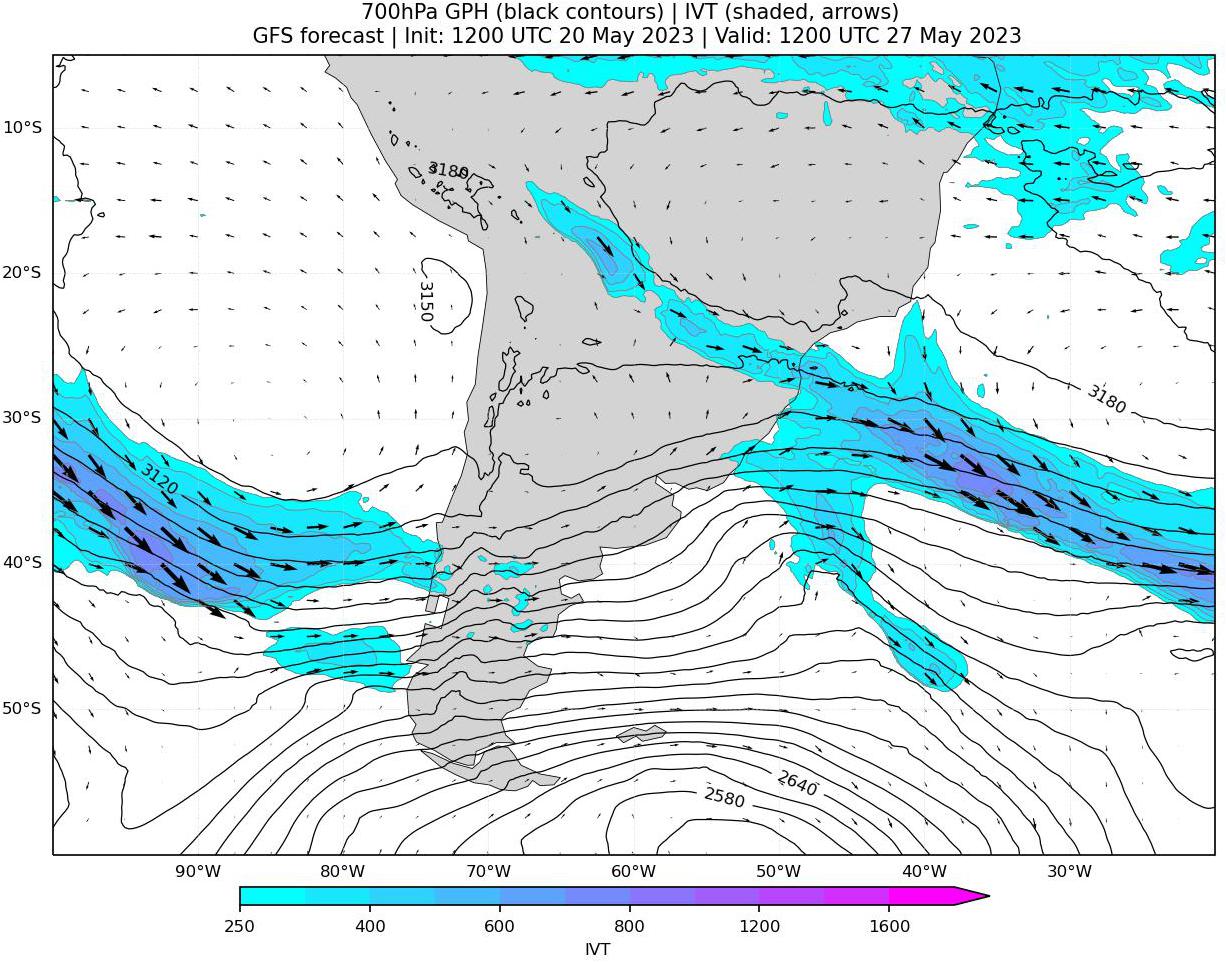 700hPa GPH (black contours) | IVT (shaded, arrows)
GFS forecast | Init: 1200 UTC 20 May 2023 | Valid: 1200 UTC 27 May 2023
10°S
3180
20°S
3150
3180
30°S
3120
40°S
50°S
2640
2580
90°W 80°W 70°W 60°W 50°W 40°W 30°W
250 400 600 800 1200 1600
IVT